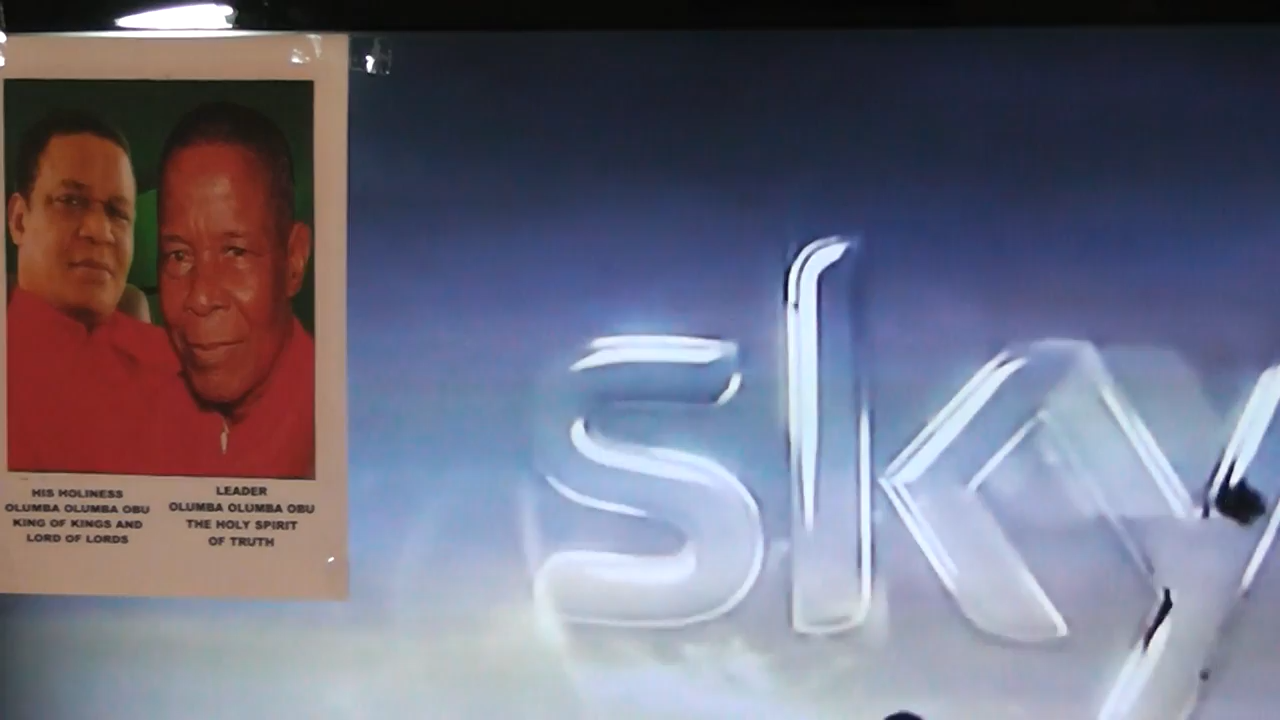 HIS HOLINESS
OLUMBA OLUMBA OBU
KING OF KINGS AND
LORD OF LORDS
LEADER
OLUMBA OLUMBA OBU
THE HOLY SPIRIT
OF TRUTH
sky